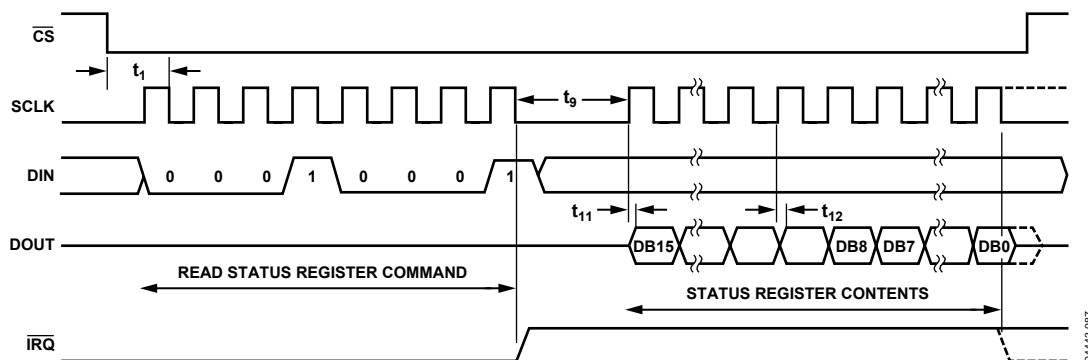 CS
t1
SCLK
t9
DIN
0 0 0 1 0 0 0 1
t11
t12
DOUT
DB15
DB8
DB7
DB0
READ STATUS REGISTER COMMAND
STATUS REGISTER CONTENTS
IRQ